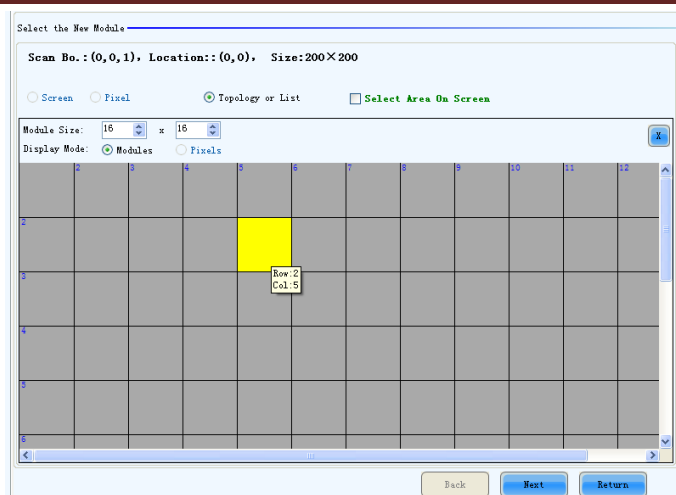 Select the New Module
Scan Bo.:(0,0,1), Location::(0,0), Size:200×200
Screen Pixel Topology or List Select Area On Screen
Module Size: 16 x 16 X
Display Mode: Modules Pixels
2 3 4 5 6 7 8 9 10 11 12
2
Row:2
3
Col:5
4
5
6
Back Next Return